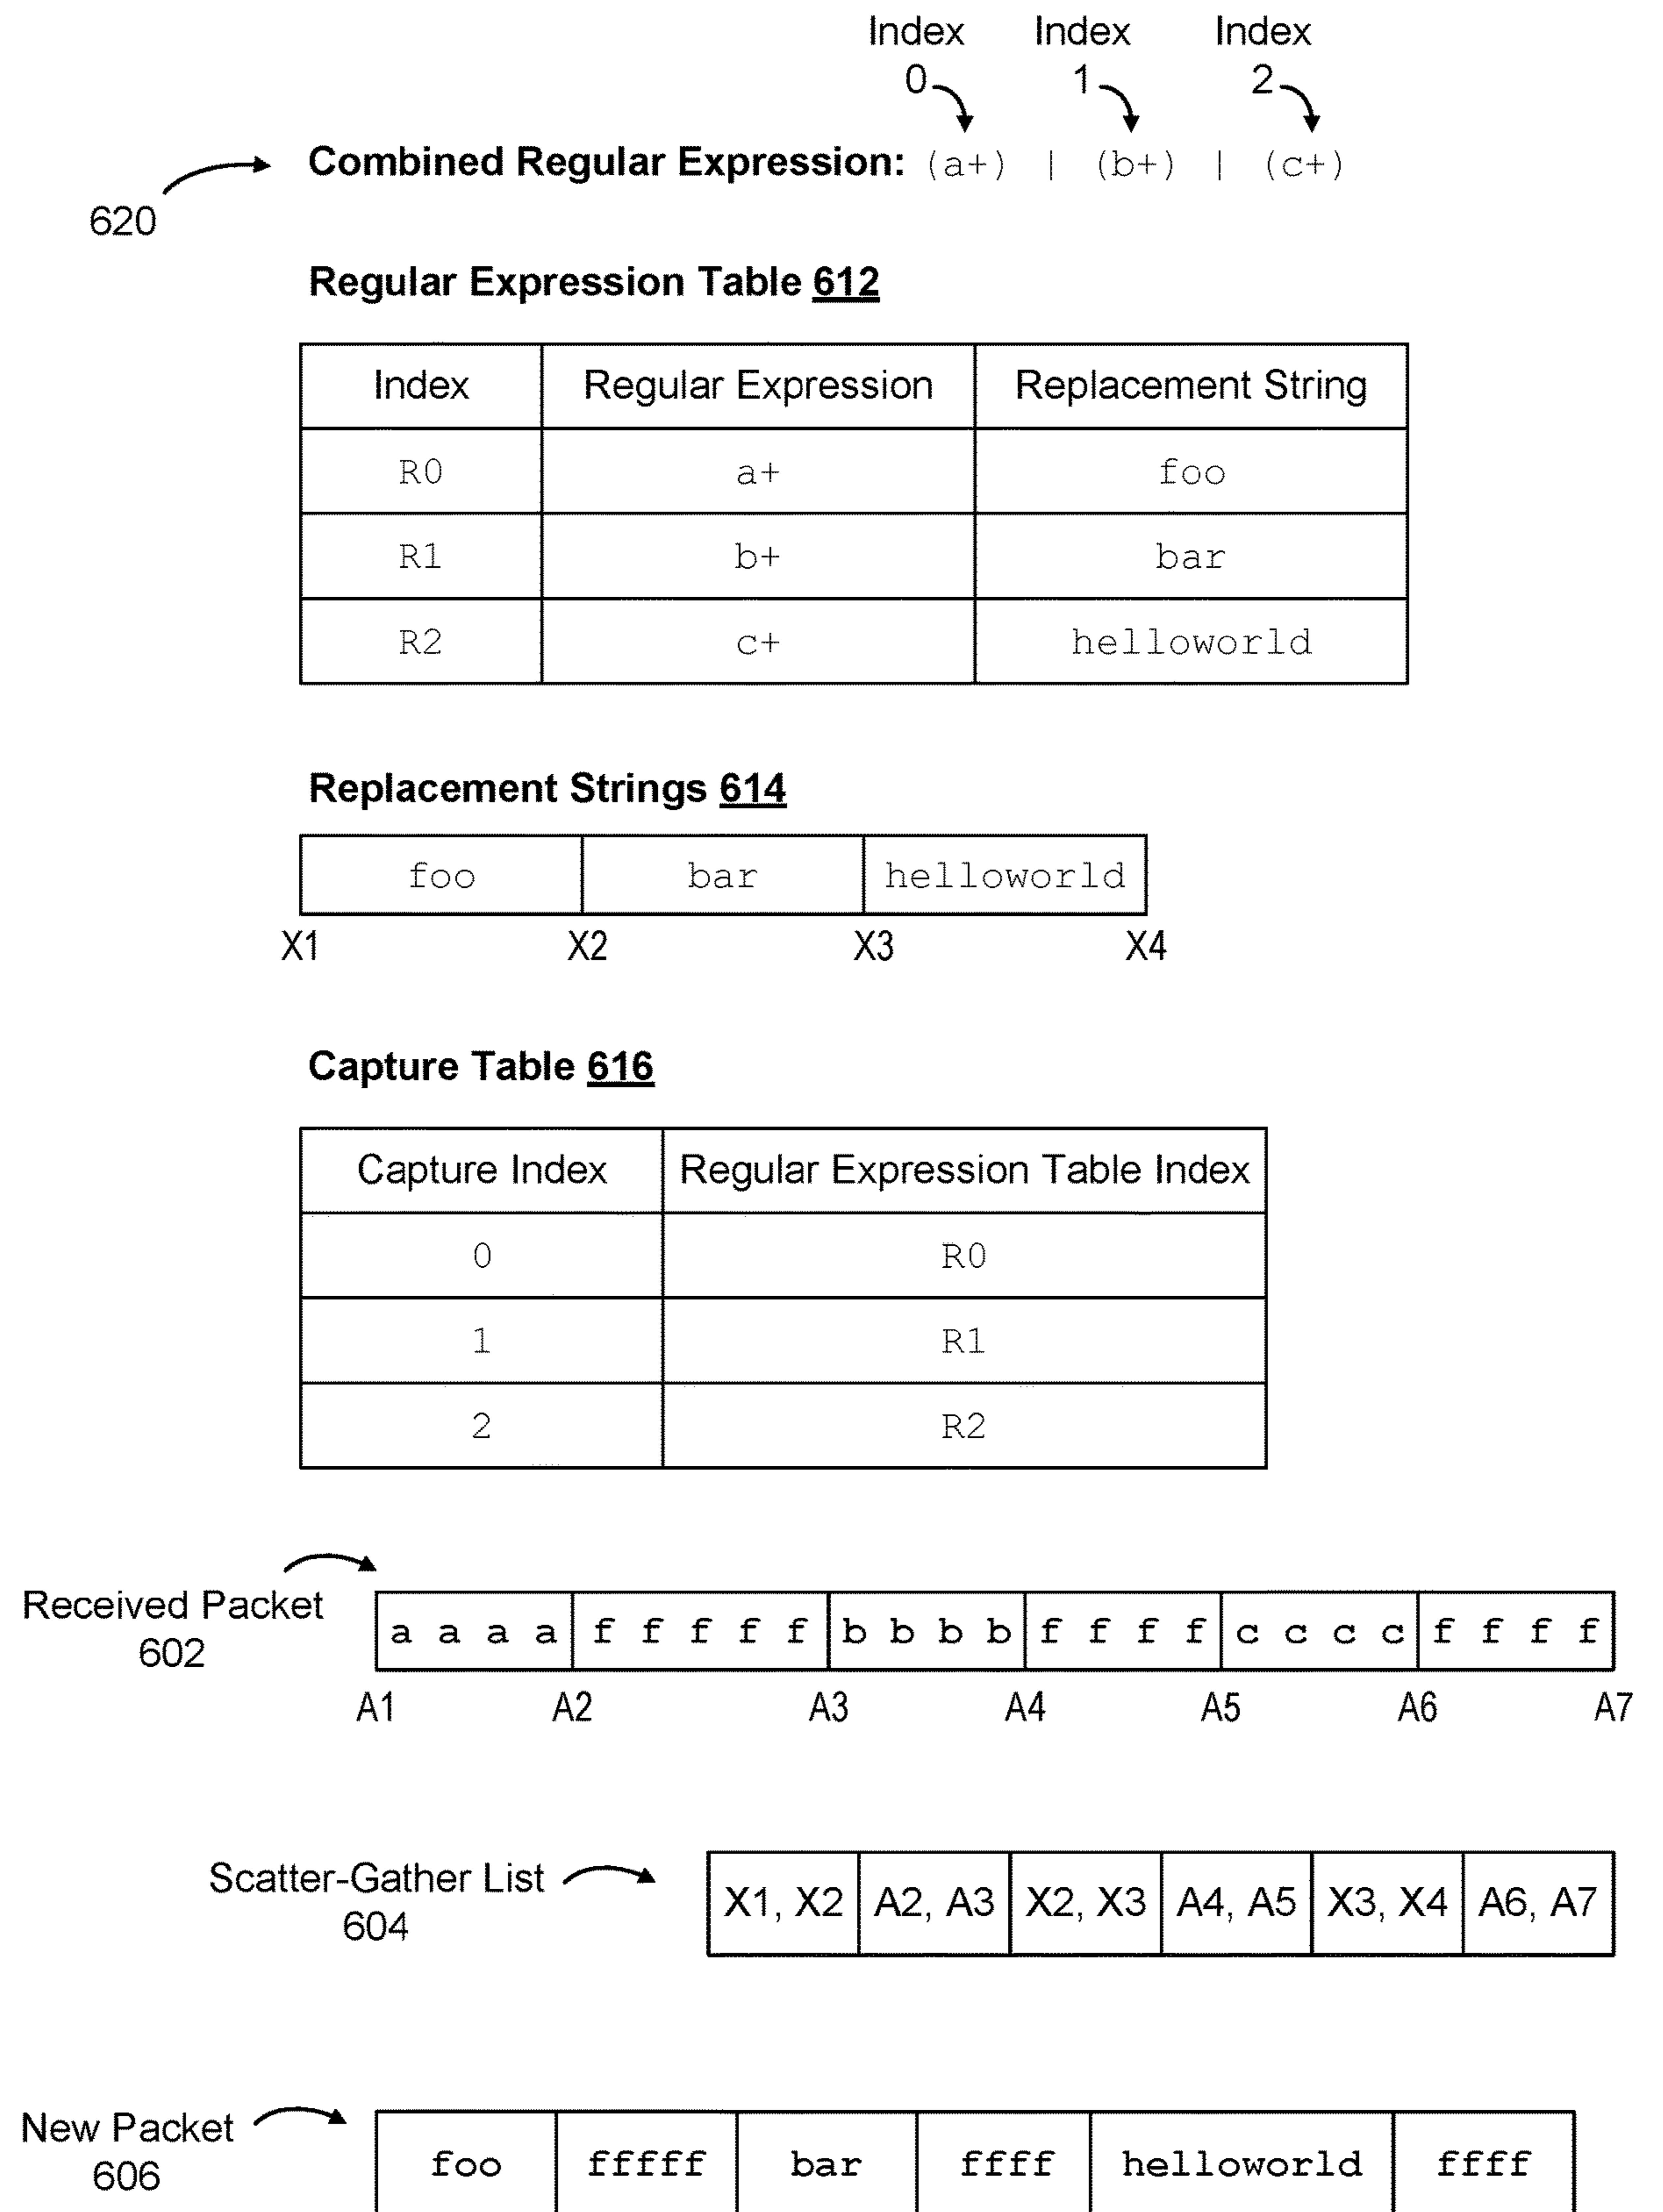 Index Index Index
0 1 2
Combined Regular Expression: (a+) | (b+) | (c+)
620
Regular Expression Table 612
Index Regular Expression Replacement String
R0 a+ foo
R1 b+ bar
R2 c+ helloworld
Replacement Strings 614
foo bar helloworld
X1 X2 X3 X4
Capture Table 616
Capture Index Regular Expression Table Index
0 R0
1 R1
2 R2
Received Packet
602
a a a a f f f f f b b b b f f f f c c c c f f f f
A1 A2 A3 A4 A5 A6 A7
Scatter-Gather List
604
X1, X2 A2, A3 X2, X3 A4, A5 X3, X4 A6, A7
New Packet
606
foo fffff bar ffff helloworld ffff